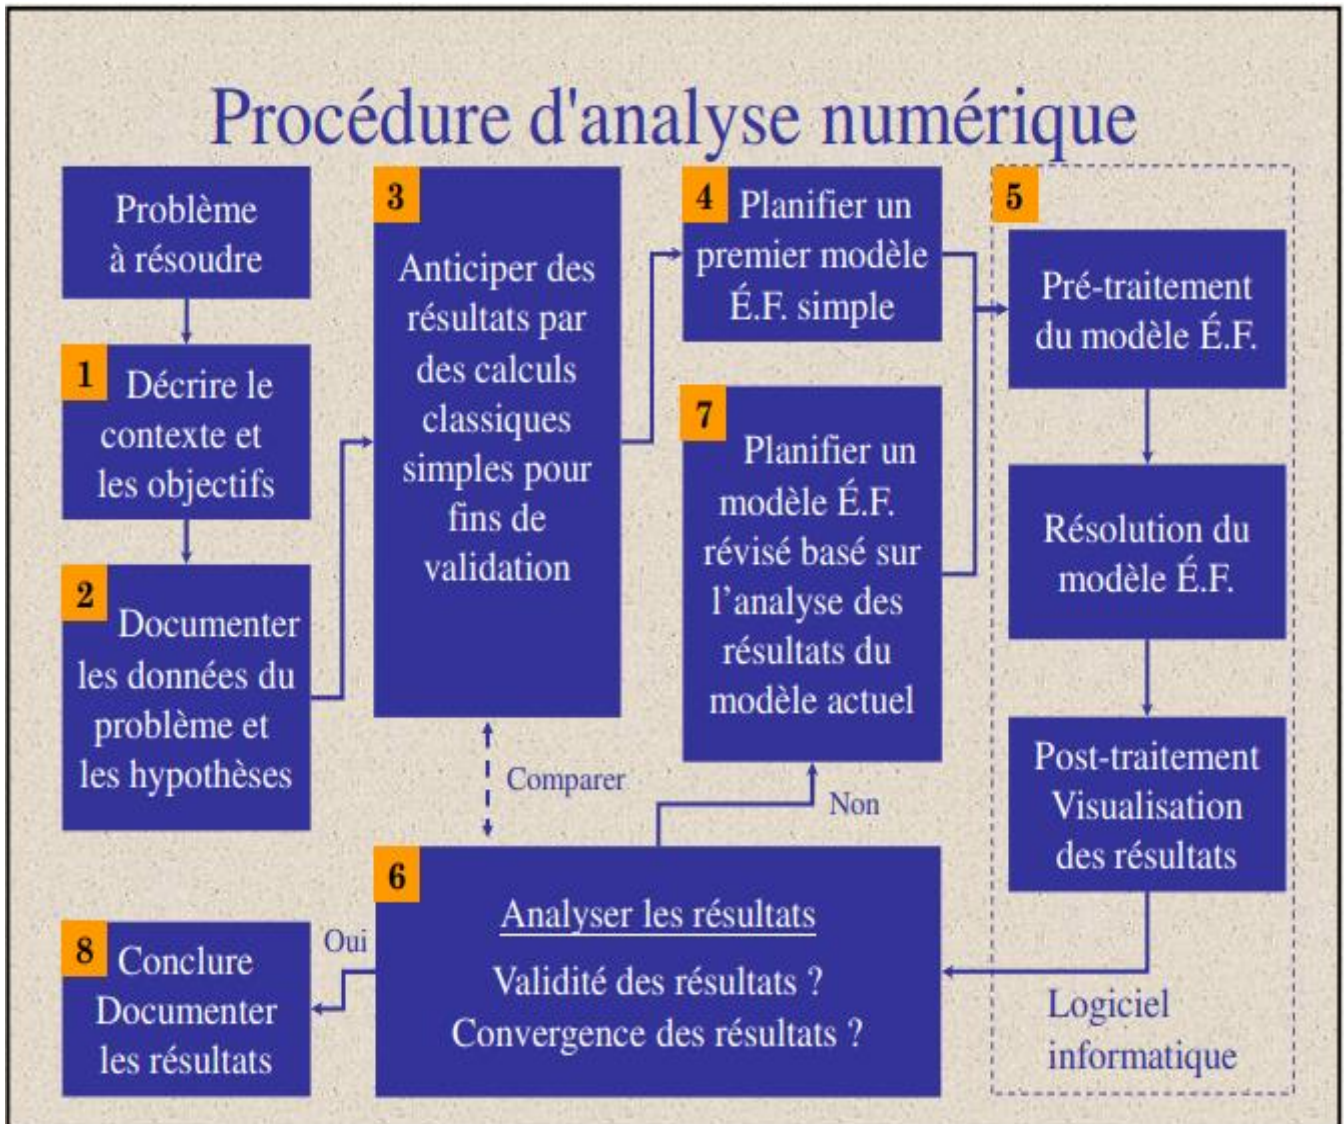 Procédure d'analyse numérique
Problème
à résoudre
1
Décrire le
contexte et
les objectifs
2
Documenter
les données du
problème et
les hypothèses
3
Anticiper des
résultats par
des calculs
classiques
simples pour
fins de
validation
4
Planifier un
premier modèle
É.F. simple
5
Pré-traitement
du modèle É.F.
Résolution du
modèle É.F.
Post-traitement
Visualisation
des résultats
Logiciel
informatique
6
Analyser les résultats
Validité des résultats ?
Convergence des résultats ?
Comparer
Non
7
Planifier un
modèle É.F.
révisé basé sur
l’analyse des
résultats du
modèle actuel
Oui
8
Conclure
Documenter
les résultats